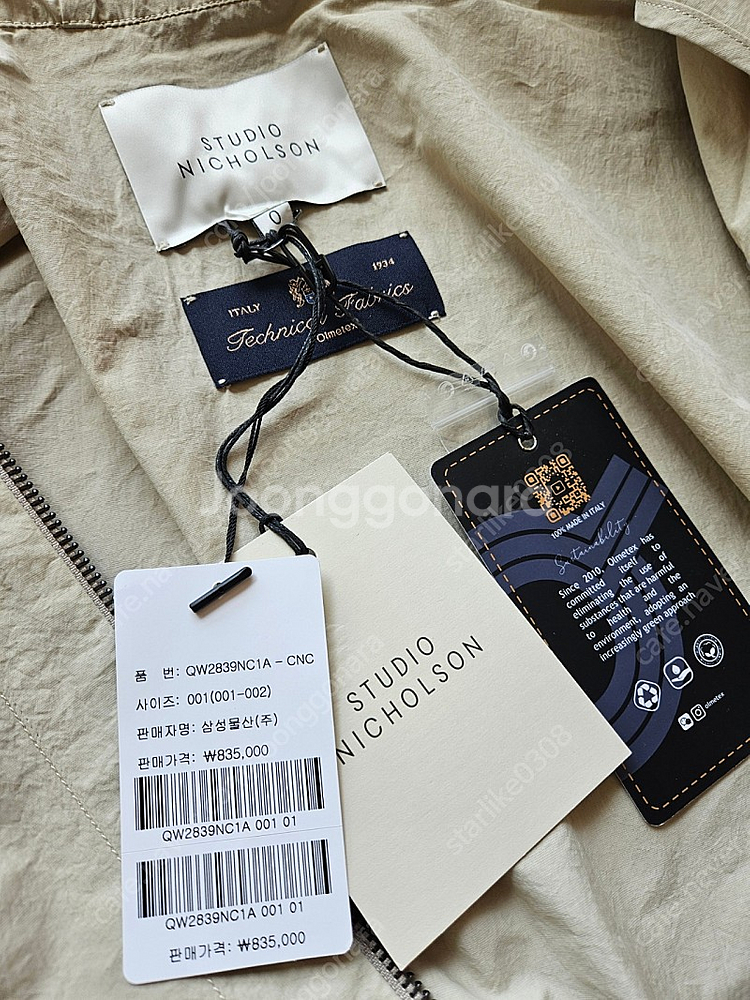 STUDIO
NICHOLSON
0
ITALY 1934
Technical Fabrics
Olmetex
100% MADE IN ITALY
Sustainability
Since 2010, Olmetex has
committed itself to
eliminating the use of
substances that are harmful
to health and the
environment, adopting an
increasingly green approach
olmetex
STUDIO
NICHOLSON
품 번: QW2839NC1A - CNC
사이즈: 001(001-002)
판매자명: 삼성물산(주)
판매가격: ₩835,000
QW2839NC1A 001 01
QW2839NC1A 001 01
판매가격: ₩835,000
Joonggonara
starlike0308